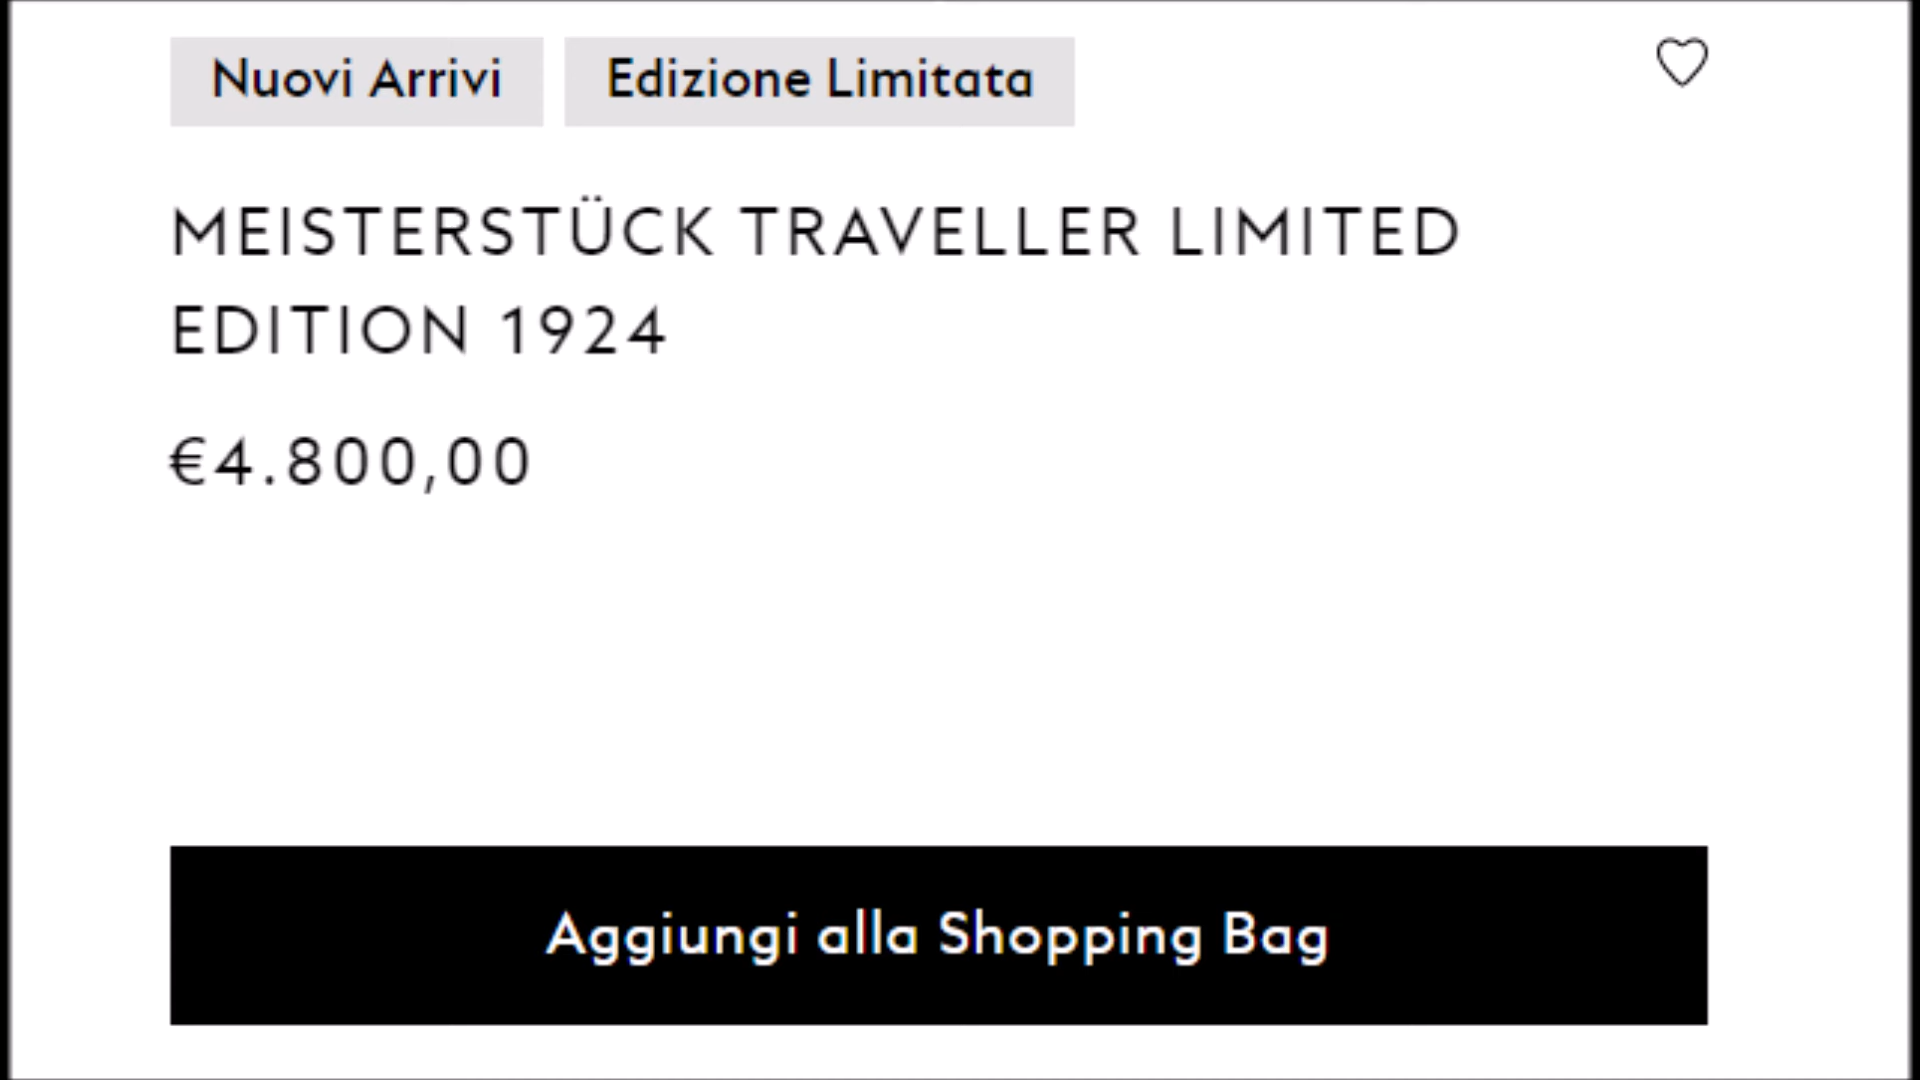 Nuovi Arrivi Edizione Limitata
MEISTERSTÜCK TRAVELLER LIMITED
EDITION 1924
€4.800,00
Aggiungi alla Shopping Bag